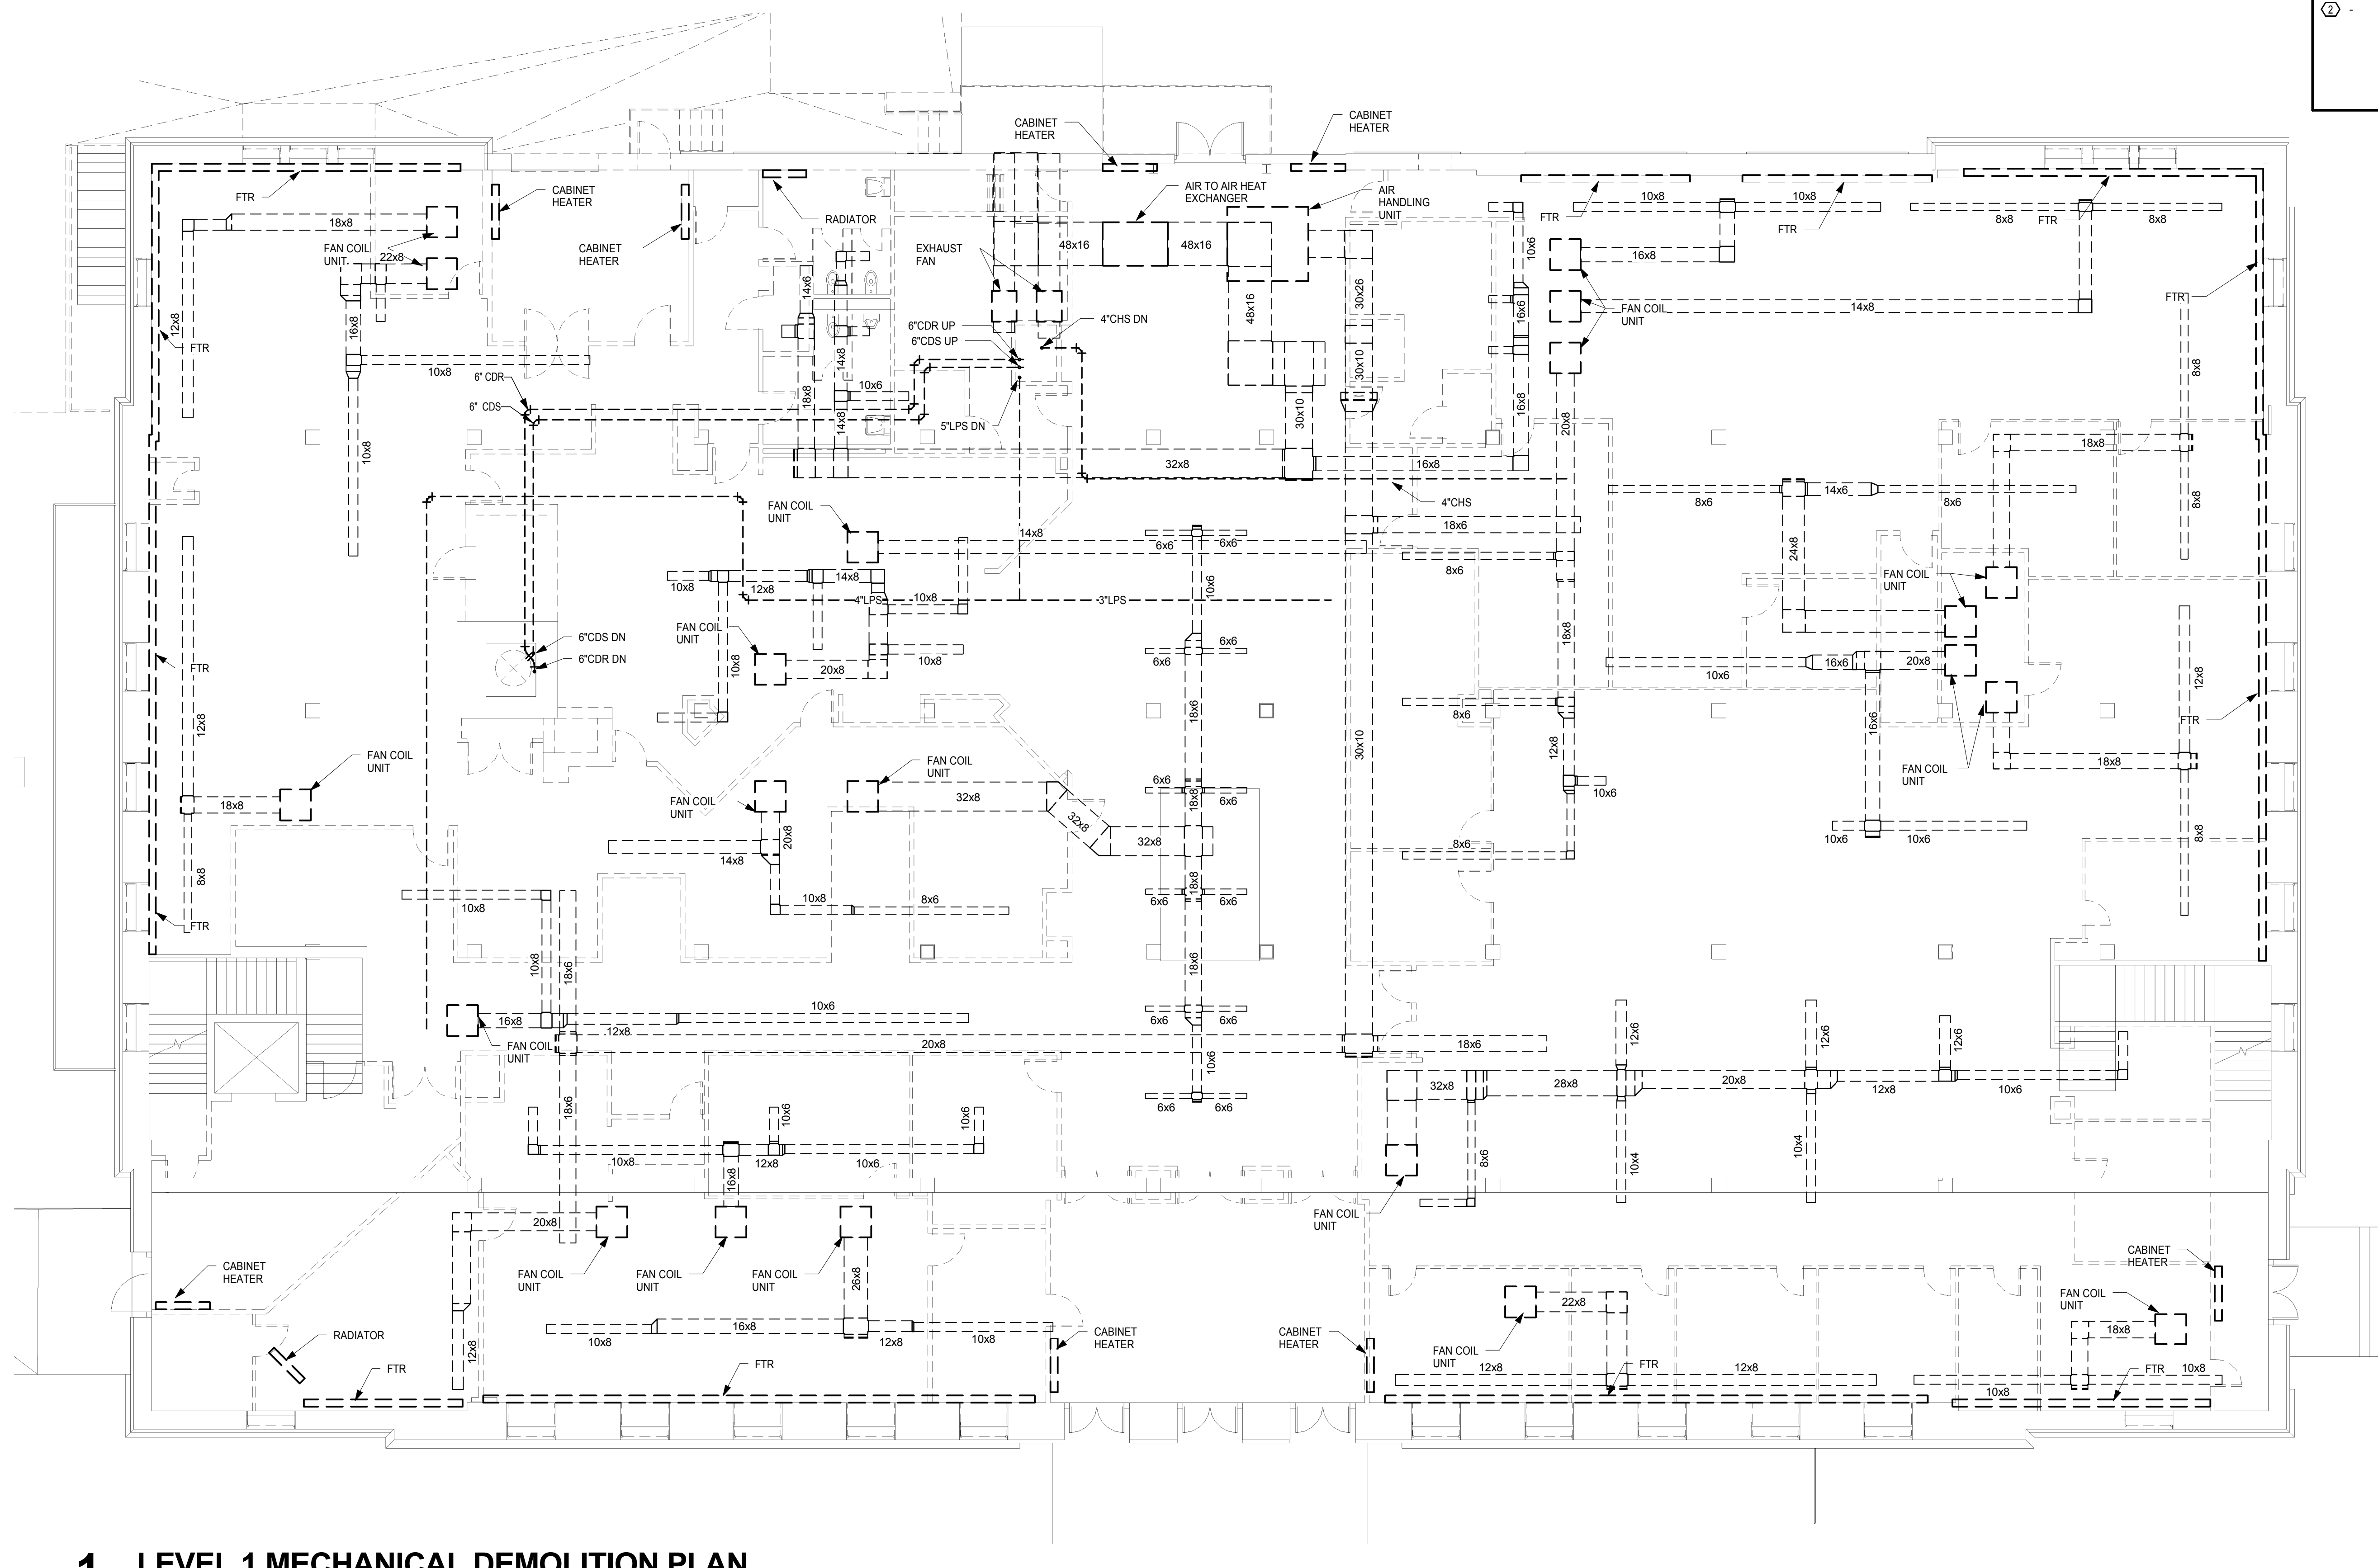 2 -
CABINET
HEATER
CABINET
HEATER
FTR
CABINET
HEATER
AIR TO AIR HEAT
EXCHANGER
AIR
HANDLING
UNIT
10x8
10x8
18x8
RADIATOR
FTR
FTR
8x8
FTR
8x8
FAN COIL
UNIT
22x8
CABINET
HEATER
EXHAUST
FAN
48x16
48x16
10x6
16x8
14x6
30x26
FTR
12x8
16x8
48x16
16x6
FAN COIL
UNIT
14x8
6"CDR UP
4"CHS DN
6"CDS UP
FTR
14x8
30x10
8x8
10x8
6" CDR
10x6
18x8
16x8
6" CDS
14x8
30x10
20x8
5"LPS DN
10x8
18x8
32x8
16x8
4"CHS
8x6
14x6
8x6
8x8
FAN COIL
UNIT
14x8
18x6
6x6
6x6
24x8
8x6
FAN COIL
UNIT
10x8
12x8
14x8
10x6
4"LPS
10x8
3"LPS
FAN COIL
UNIT
6"CDS DN
6x6
18x8
6"CDR DN
10x8
6x6
FTR
10x8
20x8
10x6
16x6
20x8
12x8
12x8
18x6
8x6
16x6
FTR
30x10
12x8
FAN COIL
UNIT
FAN COIL
UNIT
18x8
FAN COIL
UNIT
6x6
18x8
10x6
18x8
FAN COIL
UNIT
32x8
6x6
32x8
20x8
32x8
10x6
10x6
8x8
14x8
8x6
8x8
18x8
10x8
10x8
8x6
6x6
6x6
FTR
10x8
18x6
18x6
10x6
16x8
12x8
6x6
6x6
12x6
12x6
12x6
FAN COIL
UNIT
20x8
18x6
10x6
32x8
28x8
20x8
12x8
10x6
18x6
10x6
10x6
6x6
6x6
10x8
12x8
10x6
10x4
8x6
10x4
16x8
20x8
FAN COIL
UNIT
CABINET
HEATER
FAN COIL
UNIT
FAN COIL
UNIT
FAN COIL
UNIT
26x8
CABINET
HEATER
22x8
FAN COIL
UNIT
RADIATOR
16x8
10x8
12x8
10x8
CABINET
HEATER
CABINET
HEATER
18x8
12x8
FAN COIL
UNIT
FTR
FTR
12x8
FTR
12x8
FTR
10x8
10x8
1 LEVEL 1 MECHANICAL DEMOLITION PLAN